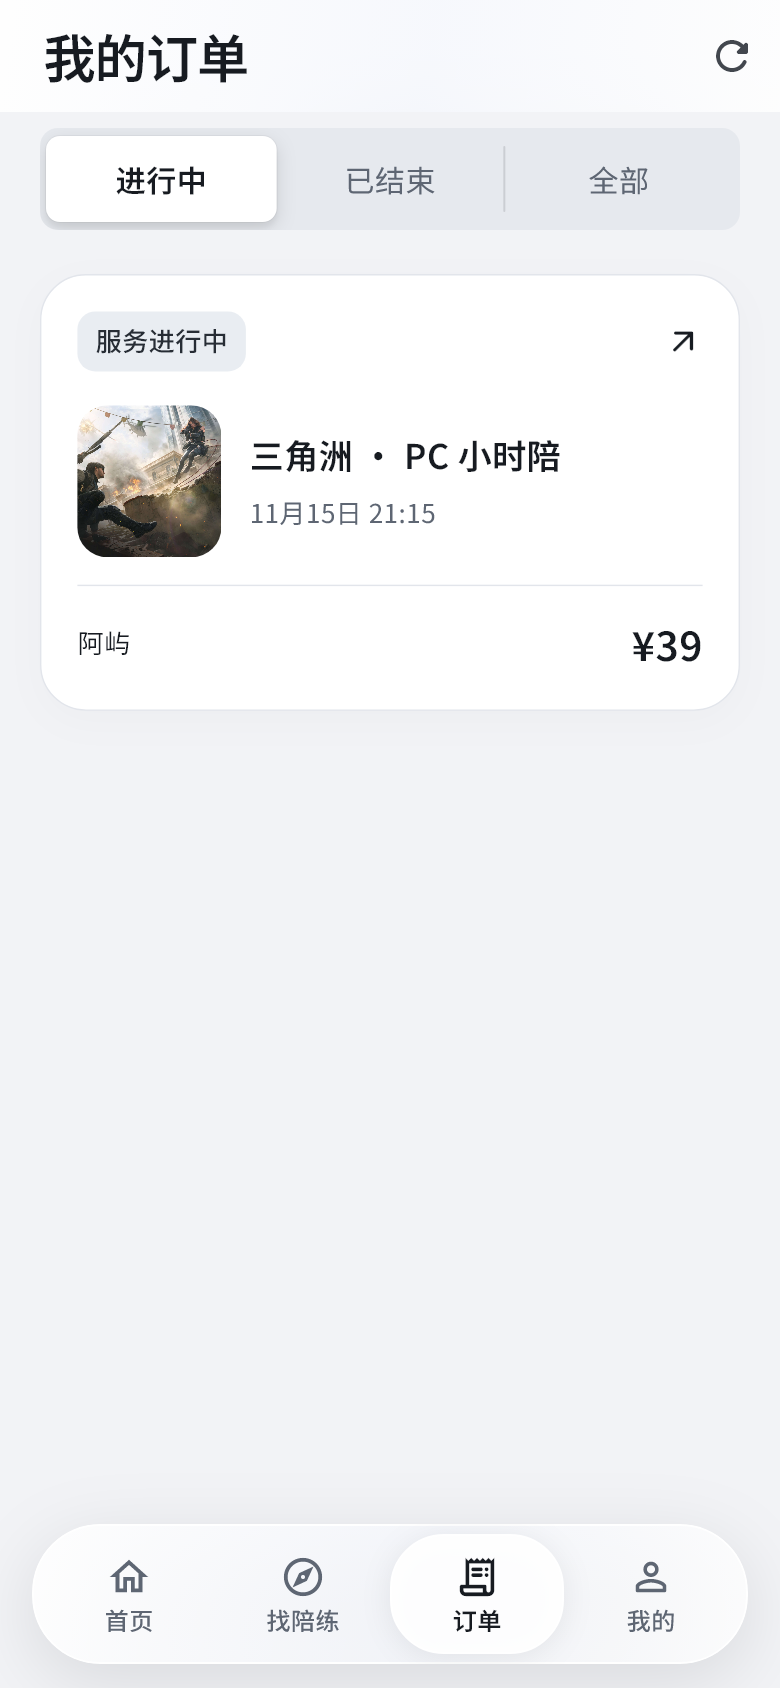 我的订单
进行中
已结束
全部
服务进行中
三角洲 · PC 小时陪
11月15日 21:15
阿屿
¥39
首页
找陪练
订单
我的